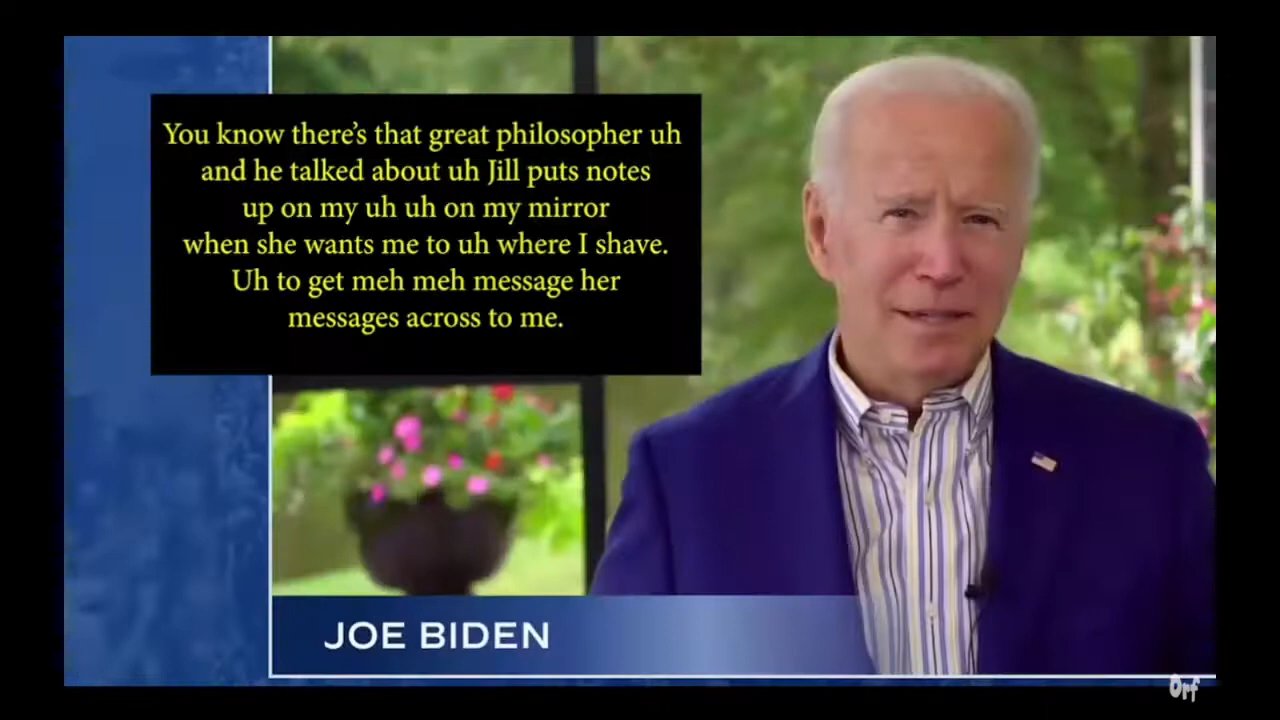 You know there's that great philosopher uh
and he talked about uh Jill puts notes
up on my uh uh on my mirror
when she wants me to uh where I shave.
Uh to get meh meh message her
messages across to me.
JOE BIDEN
Orf